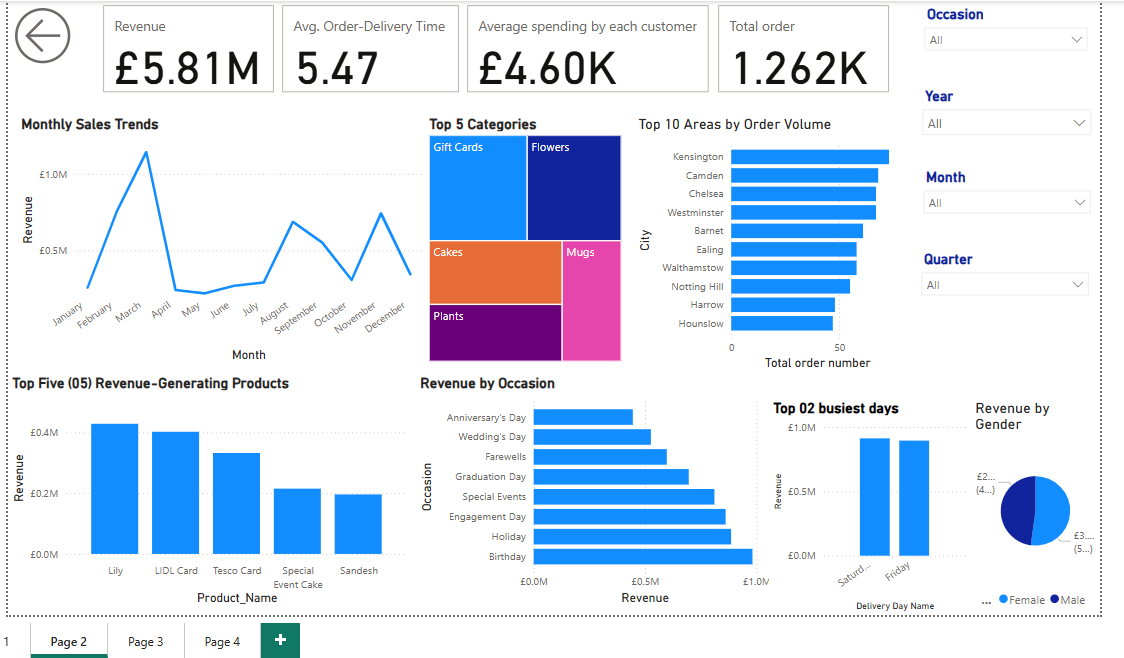 Revenue
£5.81M
Avg. Order-Delivery Time
5.47
Average spending by each customer
£4.60K
Total order
1.262K
Occasion
All
Year
All
Month
All
Quarter
All
Monthly Sales Trends
£1.0M
£0.5M
Revenue
January
February
March
April
May
June
July
August
September
October
November
December
Month
Top 5 Categories
Gift Cards
Flowers
Cakes
Mugs
Plants
Top 10 Areas by Order Volume
City
Kensington
Camden
Chelsea
Westminster
Barnet
Ealing
Walthamstow
Notting Hill
Harrow
Hounslow
0 50
Total order number
Top Five (05) Revenue-Generating Products
£0.4M
£0.2M
£0.0M
Revenue
Lily
LIDL Card
Tesco Card
Special
Event Cake
Sandesh
Product_Name
Revenue by Occasion
Occasion
Anniversary's Day
Wedding's Day
Farewells
Graduation Day
Special Events
Engagement Day
Holiday
Birthday
£0.0M £0.5M £1.0M
Revenue
Top 02 busiest days
£1.0M
£0.5M
£0.0M
Revenue
Saturd...
Friday
Delivery Day Name
Revenue by
Gender
£2...
(4...)
£3....
(5...)
... Female Male
1 Page 2 Page 3 Page 4 +